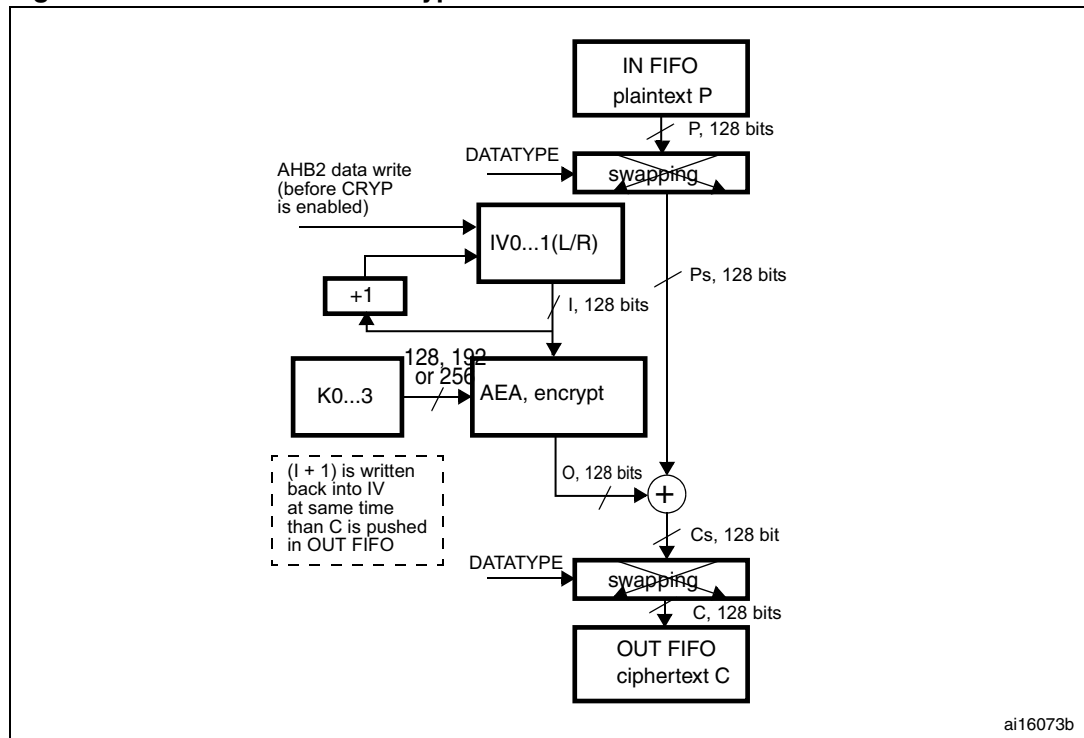 IN FIFO
plaintext P
P, 128 bits
DATATYPE
swapping
AHB2 data write
(before CRYP
is enabled)
IV0...1(L/R)
Ps, 128 bits
+1
I, 128 bits
128, 192
or 256
K0...3
AEA, encrypt
(I + 1) is written
back into IV
at same time
than C is pushed
in OUT FIFO
O, 128 bits
+
Cs, 128 bit
DATATYPE
swapping
C, 128 bits
OUT FIFO
ciphertext C
ai16073b